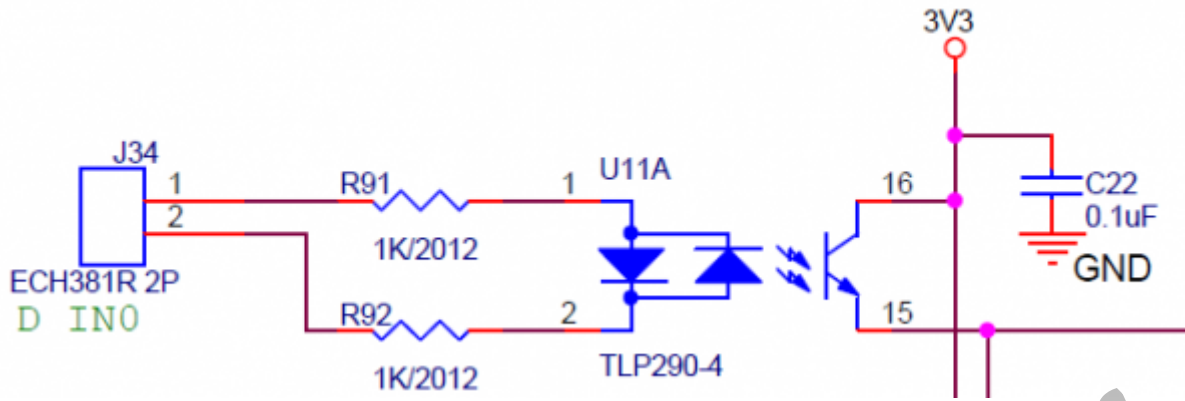 3V3
J34
1
2
ECH381R 2P
D IN0
R91
1K/2012
R92
1K/2012
1
2
U11A
TLP290-4
16
15
C22
0.1uF
GND